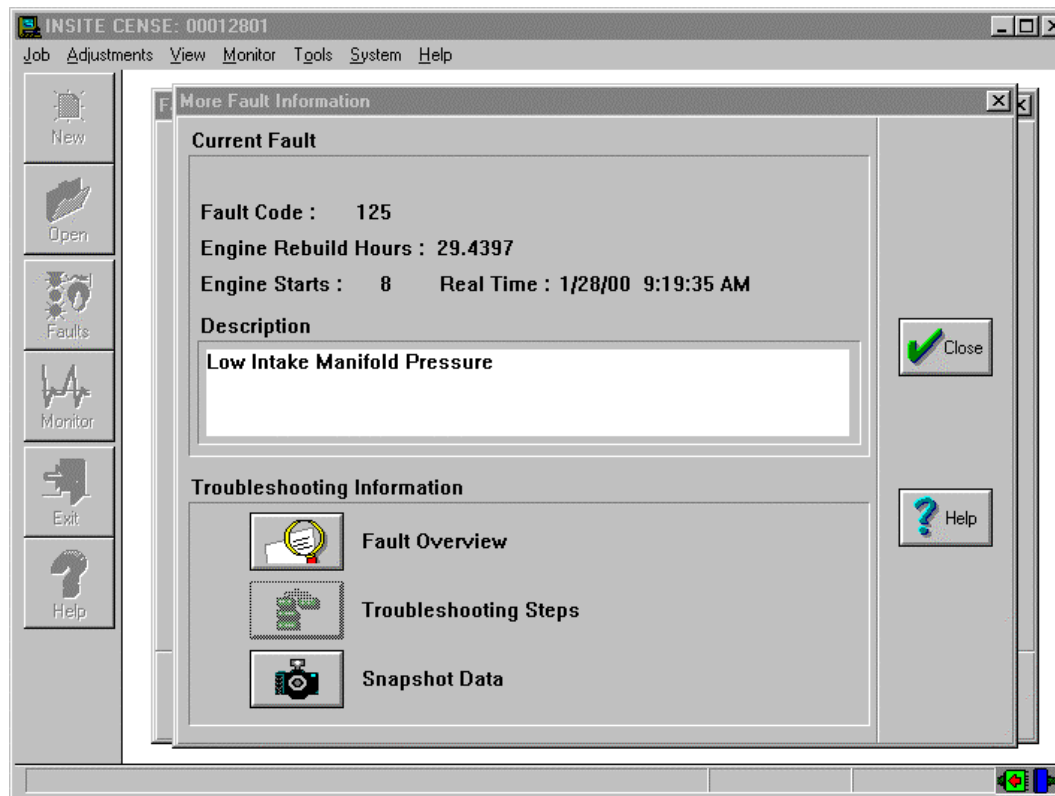 INSITE CENSE: 00012801
Job Adjustments View Monitor Tools System Help
New
Open
Faults
Monitor
Exit
Help
More Fault Information
Current Fault
Fault Code : 125
Engine Rebuild Hours : 29.4397
Engine Starts : 8 Real Time : 1/28/00 9:19:35 AM
Description
Low Intake Manifold Pressure
Close
Troubleshooting Information
Fault Overview
Help
Troubleshooting Steps
Snapshot Data